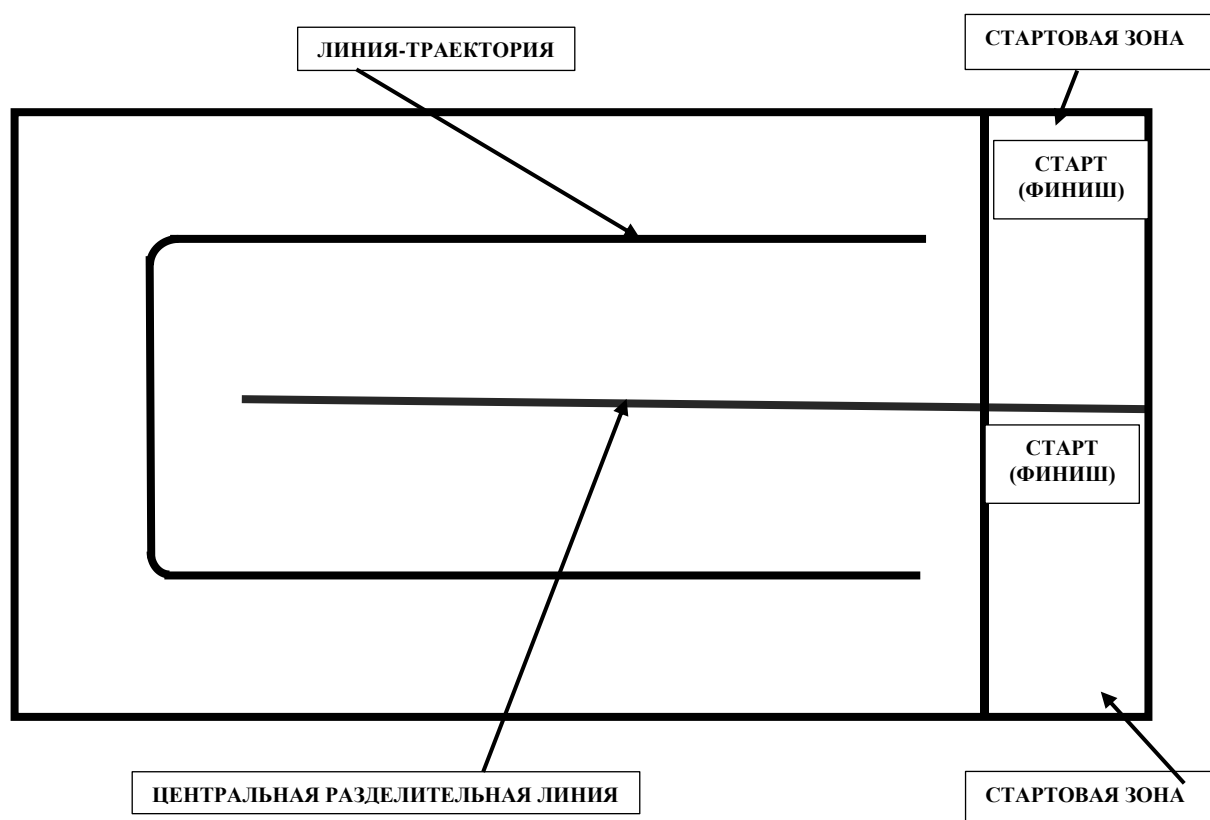 ЛИНИЯ-ТРАЕКТОРИЯ
СТАРТОВАЯ ЗОНА
СТАРТ
(ФИНИШ)
СТАРТ
(ФИНИШ)
ЦЕНТРАЛЬНАЯ РАЗДЕЛИТЕЛЬНАЯ ЛИНИЯ
СТАРТОВАЯ ЗОНА